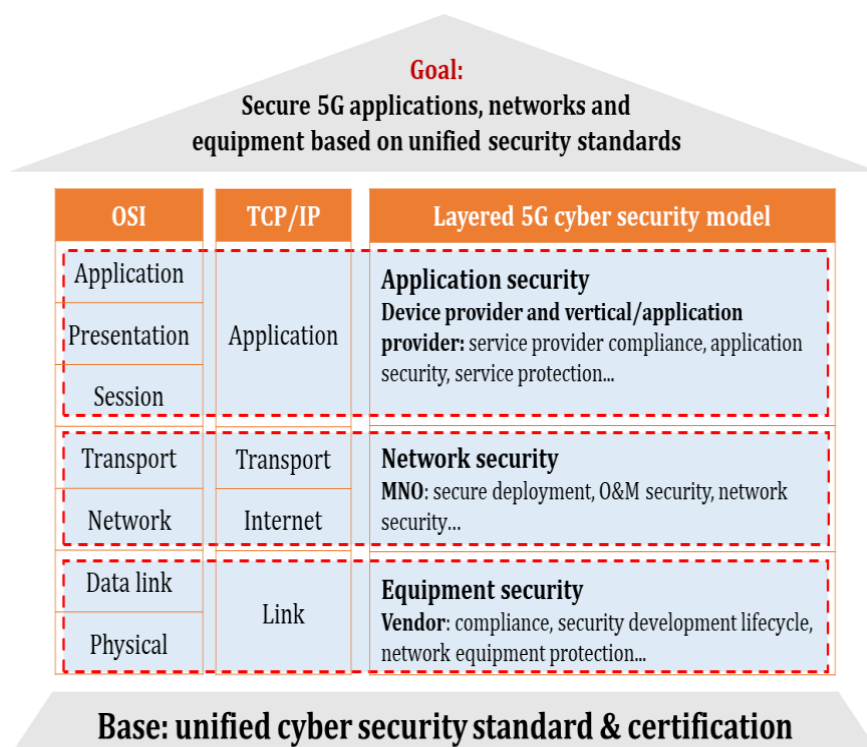 Goal:
Secure 5G applications, networks and
equipment based on unified security standards
OSI
TCP/IP
Layered 5G cyber security model
Application
Presentation
Session
Application
Application security
Device provider and vertical/application
provider: service provider compliance, application
security, service protection...
Transport
Network
Transport
Internet
Network security
MNO: secure deployment, O&M security, network
security...
Data link
Physical
Link
Equipment security
Vendor: compliance, security development lifecycle,
network equipment protection...
Base: unified cyber security standard & certification